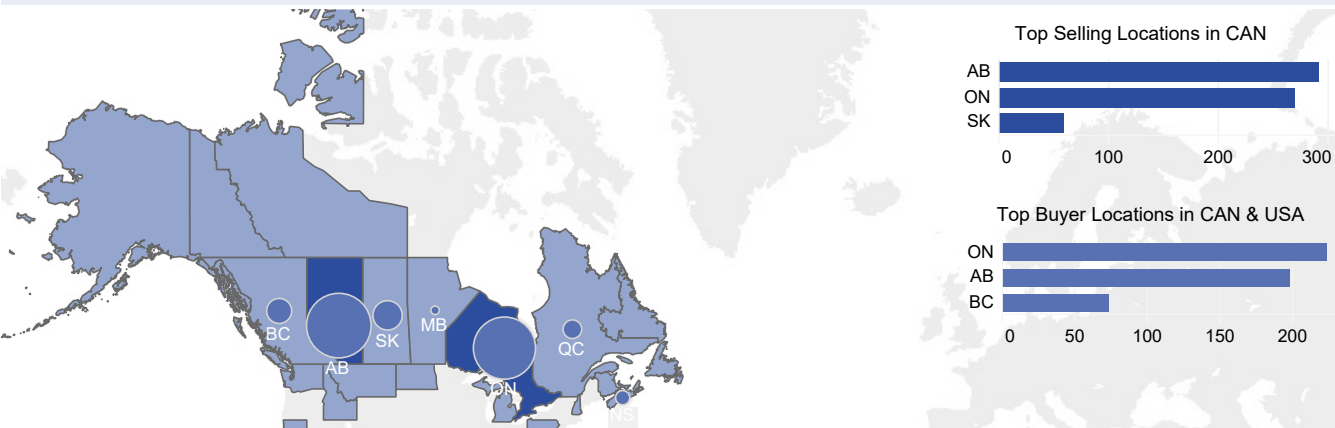 Top Selling Locations in CAN
AB
ON
SK
0 100 200 300
Top Buyer Locations in CAN & USA
ON
AB
BC
0 50 100 150 200
BC
AB
SK
MB
ON
QC
NS